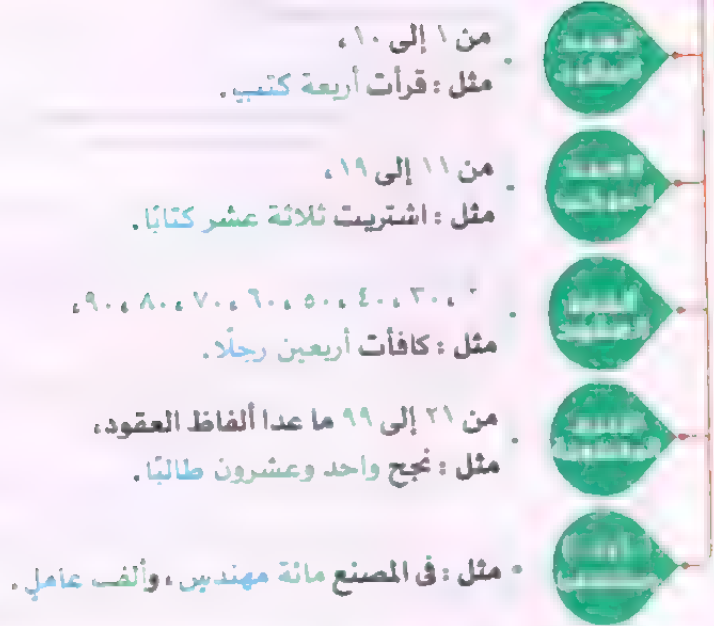 من ١ إلى ١٠،
مثل : قرأت أربعة كتب.
من ١١ إلى ١٩،
مثل : اشتريت ثلاثة عشر كتابًا.
٣٠، ٤٠، ٥٠، ٦٠، ٧٠، ٨٠، ٩٠،
مثل : كافأت أربعين رجلًا.
من ٢١ إلى ٩٩ ما عدا ألفاظ العقود،
مثل : نجح واحد وعشرون طالبًا.
مثل : فى المصنع مائة مهندس، وألف عامل.